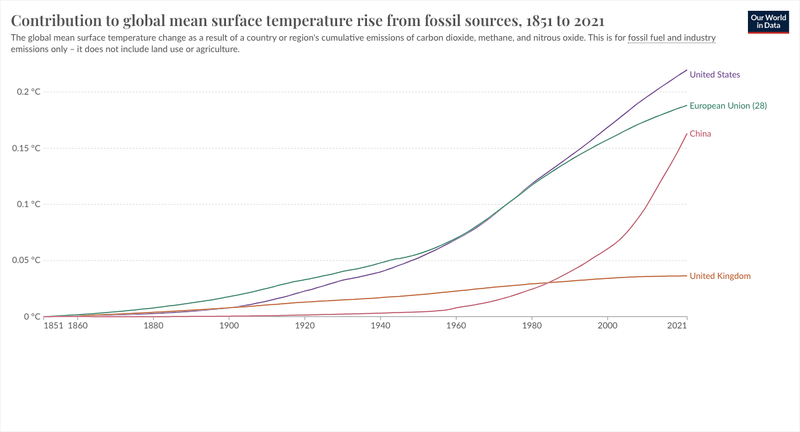 Contribution to global mean surface temperature rise from fossil sources, 1851 to 2021
Our World
in Data
The global mean surface temperature change as a result of a country or region's cumulative emissions of carbon dioxide, methane, and nitrous oxide. This is for fossil fuel and industry
emissions only – it does not include land use or agriculture.
United States
0.2 °C
European Union (28)
China
0.15 °C
0.1 °C
0.05 °C
United Kingdom
0 °C
1851 1860 1880 1900 1920 1940 1960 1980 2000 2021